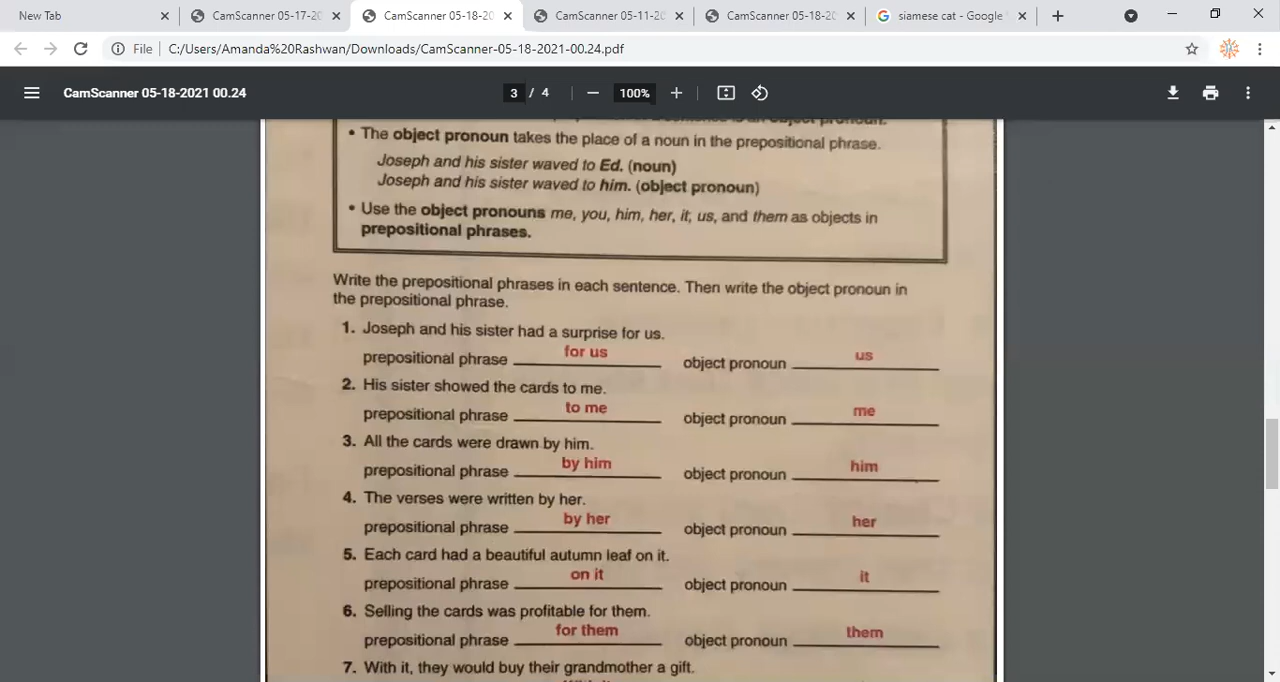 New Tab
CamScanner 05-17-20
CamScanner 05-18-20
CamScanner 05-11-20
CamScanner 05-18-20
siamese cat - Google
File C:/Users/Amanda%20Rashwan/Downloads/CamScanner-05-18-2021-00.24.pdf
CamScanner 05-18-2021 00.24
3 / 4
100%
object pronoun.
• The object pronoun takes the place of a noun in the prepositional phrase.
Joseph and his sister waved to Ed. (noun)
Joseph and his sister waved to him. (object pronoun)
• Use the object pronouns me, you, him, her, it, us, and them as objects in
prepositional phrases.
Write the prepositional phrases in each sentence. Then write the object pronoun in
the prepositional phrase.
1. Joseph and his sister had a surprise for us.
prepositional phrase for us object pronoun us
2. His sister showed the cards to me.
prepositional phrase to me object pronoun me
3. All the cards were drawn by him.
prepositional phrase by him object pronoun him
4. The verses were written by her.
prepositional phrase by her object pronoun her
5. Each card had a beautiful autumn leaf on it.
prepositional phrase on it object pronoun it
6. Selling the cards was profitable for them.
prepositional phrase for them object pronoun them
7. With it, they would buy their grandmother a gift.